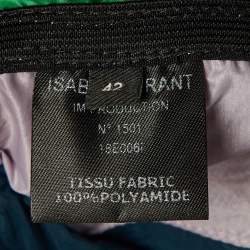 ISAB 42 RANT
IM PRODUCTION
N° 1501
18E006I
TISSU FABRIC
100%POLYAMIDE